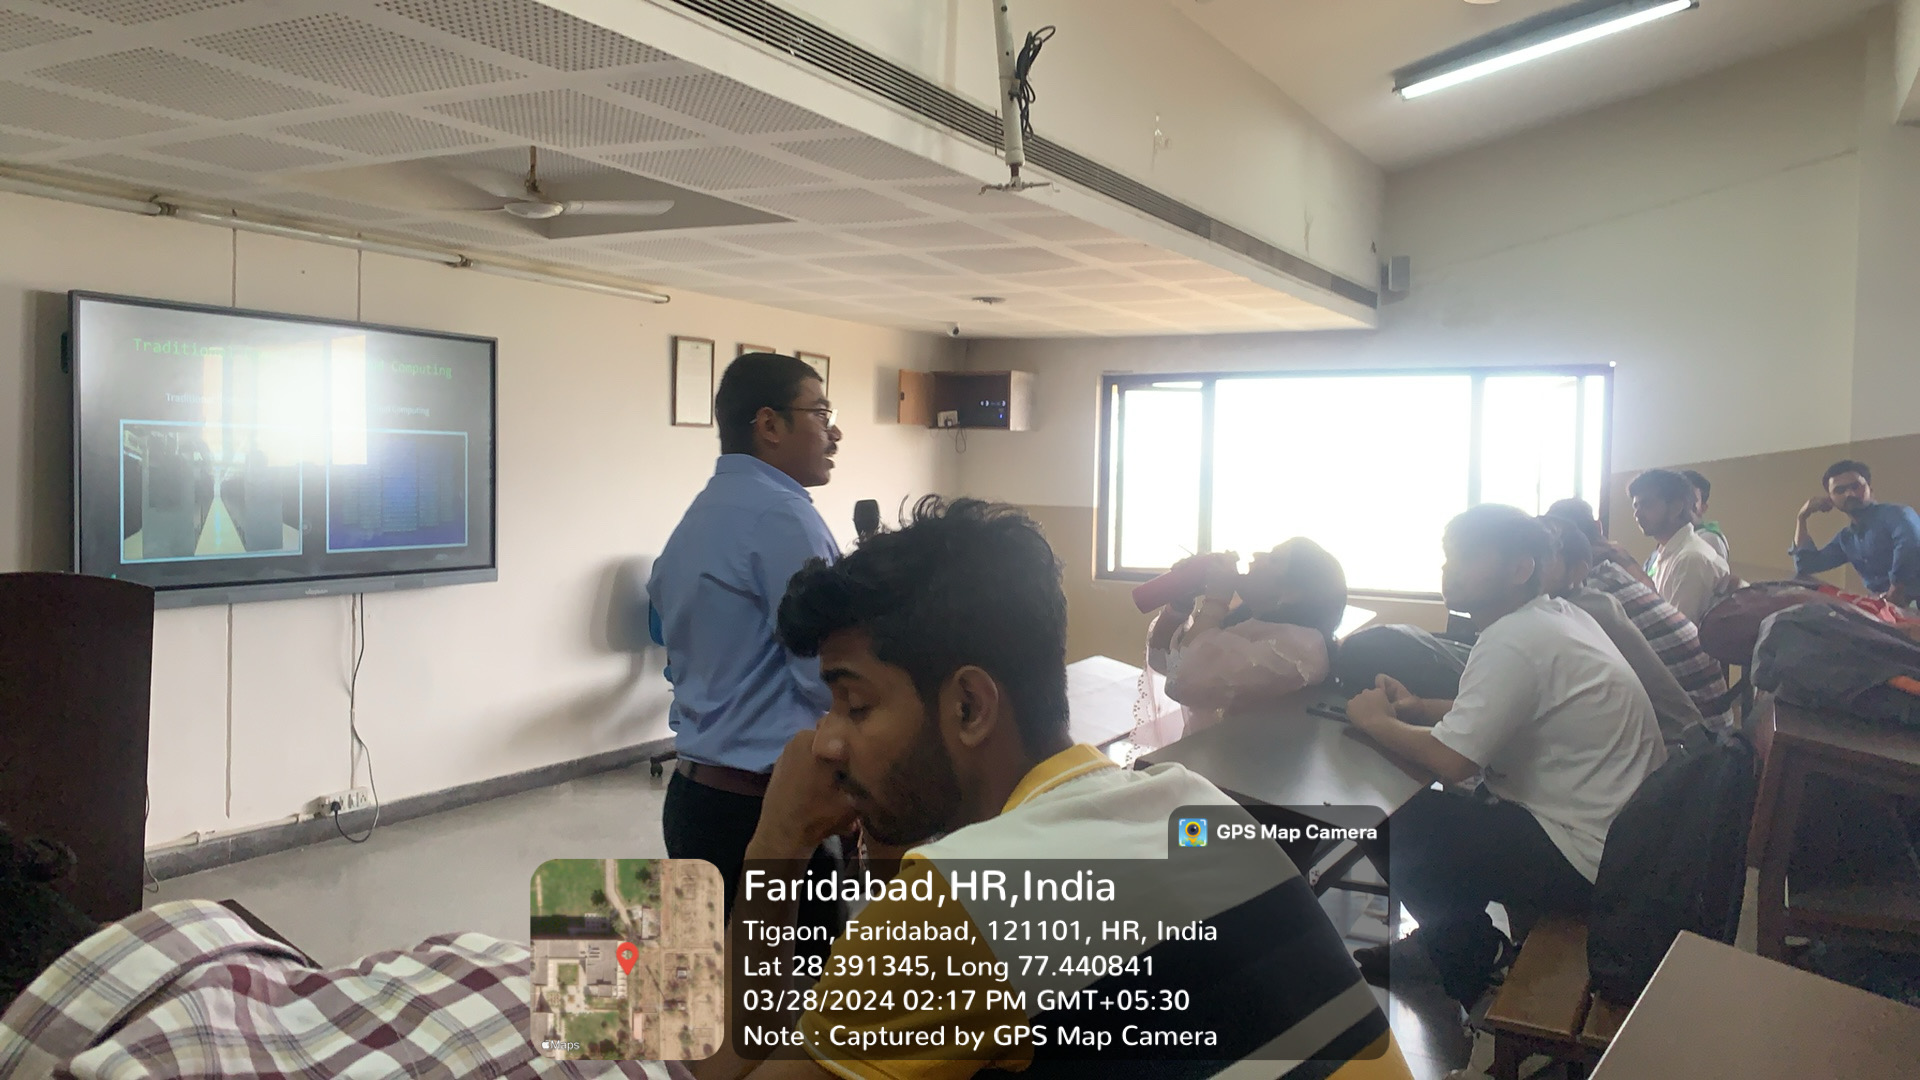 Computing
GPS Map Camera
Faridabad,HR,India
Tigaon, Faridabad, 121101, HR, India
Lat 28.391345, Long 77.440841
03/28/2024 02:17 PM GMT+05:30
Note : Captured by GPS Map Camera
Maps